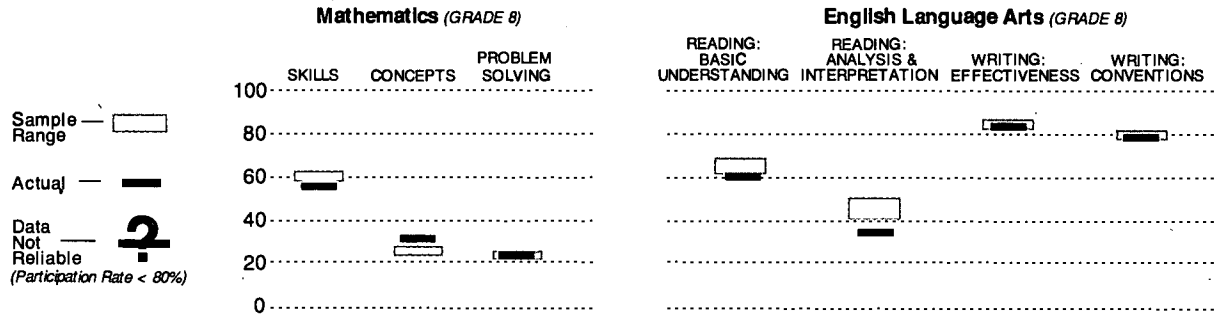 Mathematics (GRADE 8)
SKILLS
CONCEPTS
PROBLEM
SOLVING
English Language Arts (GRADE 8)
READING:
BASIC
UNDERSTANDING
READING:
ANALYSIS &
INTERPRETATION
WRITING:
EFFECTIVENESS
WRITING:
CONVENTIONS
Sample
Range
Actual
Data
Not
Reliable
?
(Participation Rate < 80%)
100
80
60
40
20
0